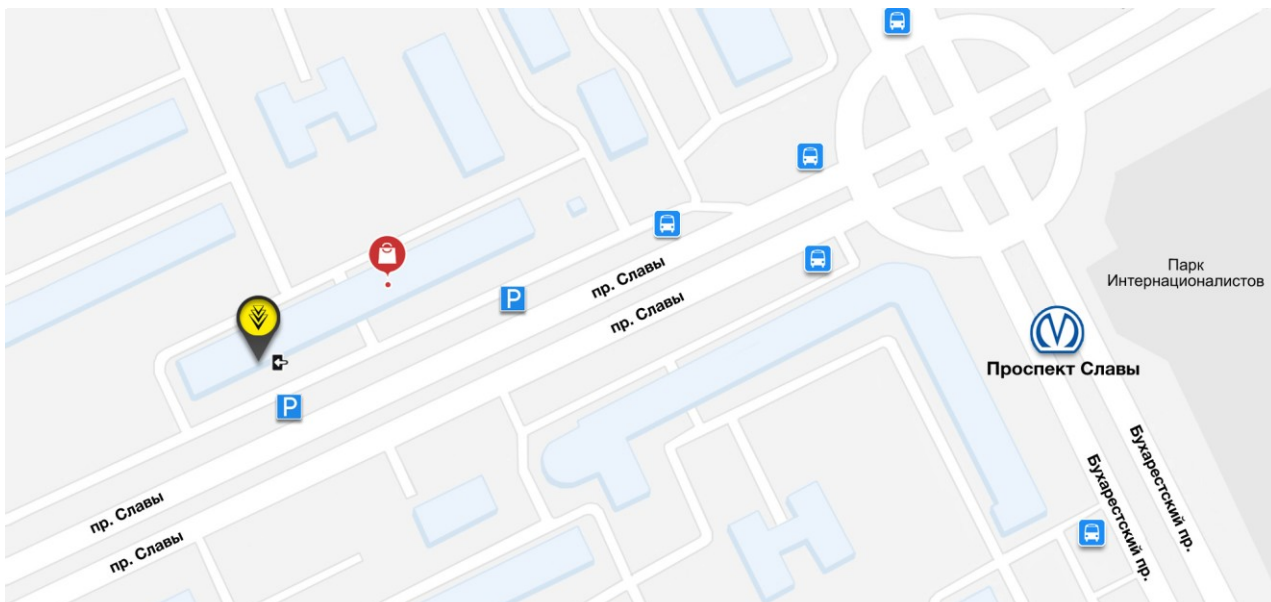 пр. Славы
Парк
Интернационалистов
P
пр. Славы
Проспект Славы
P
Бухарестский пр.
Бухарестский пр.
пр. Славы
пр. Славы